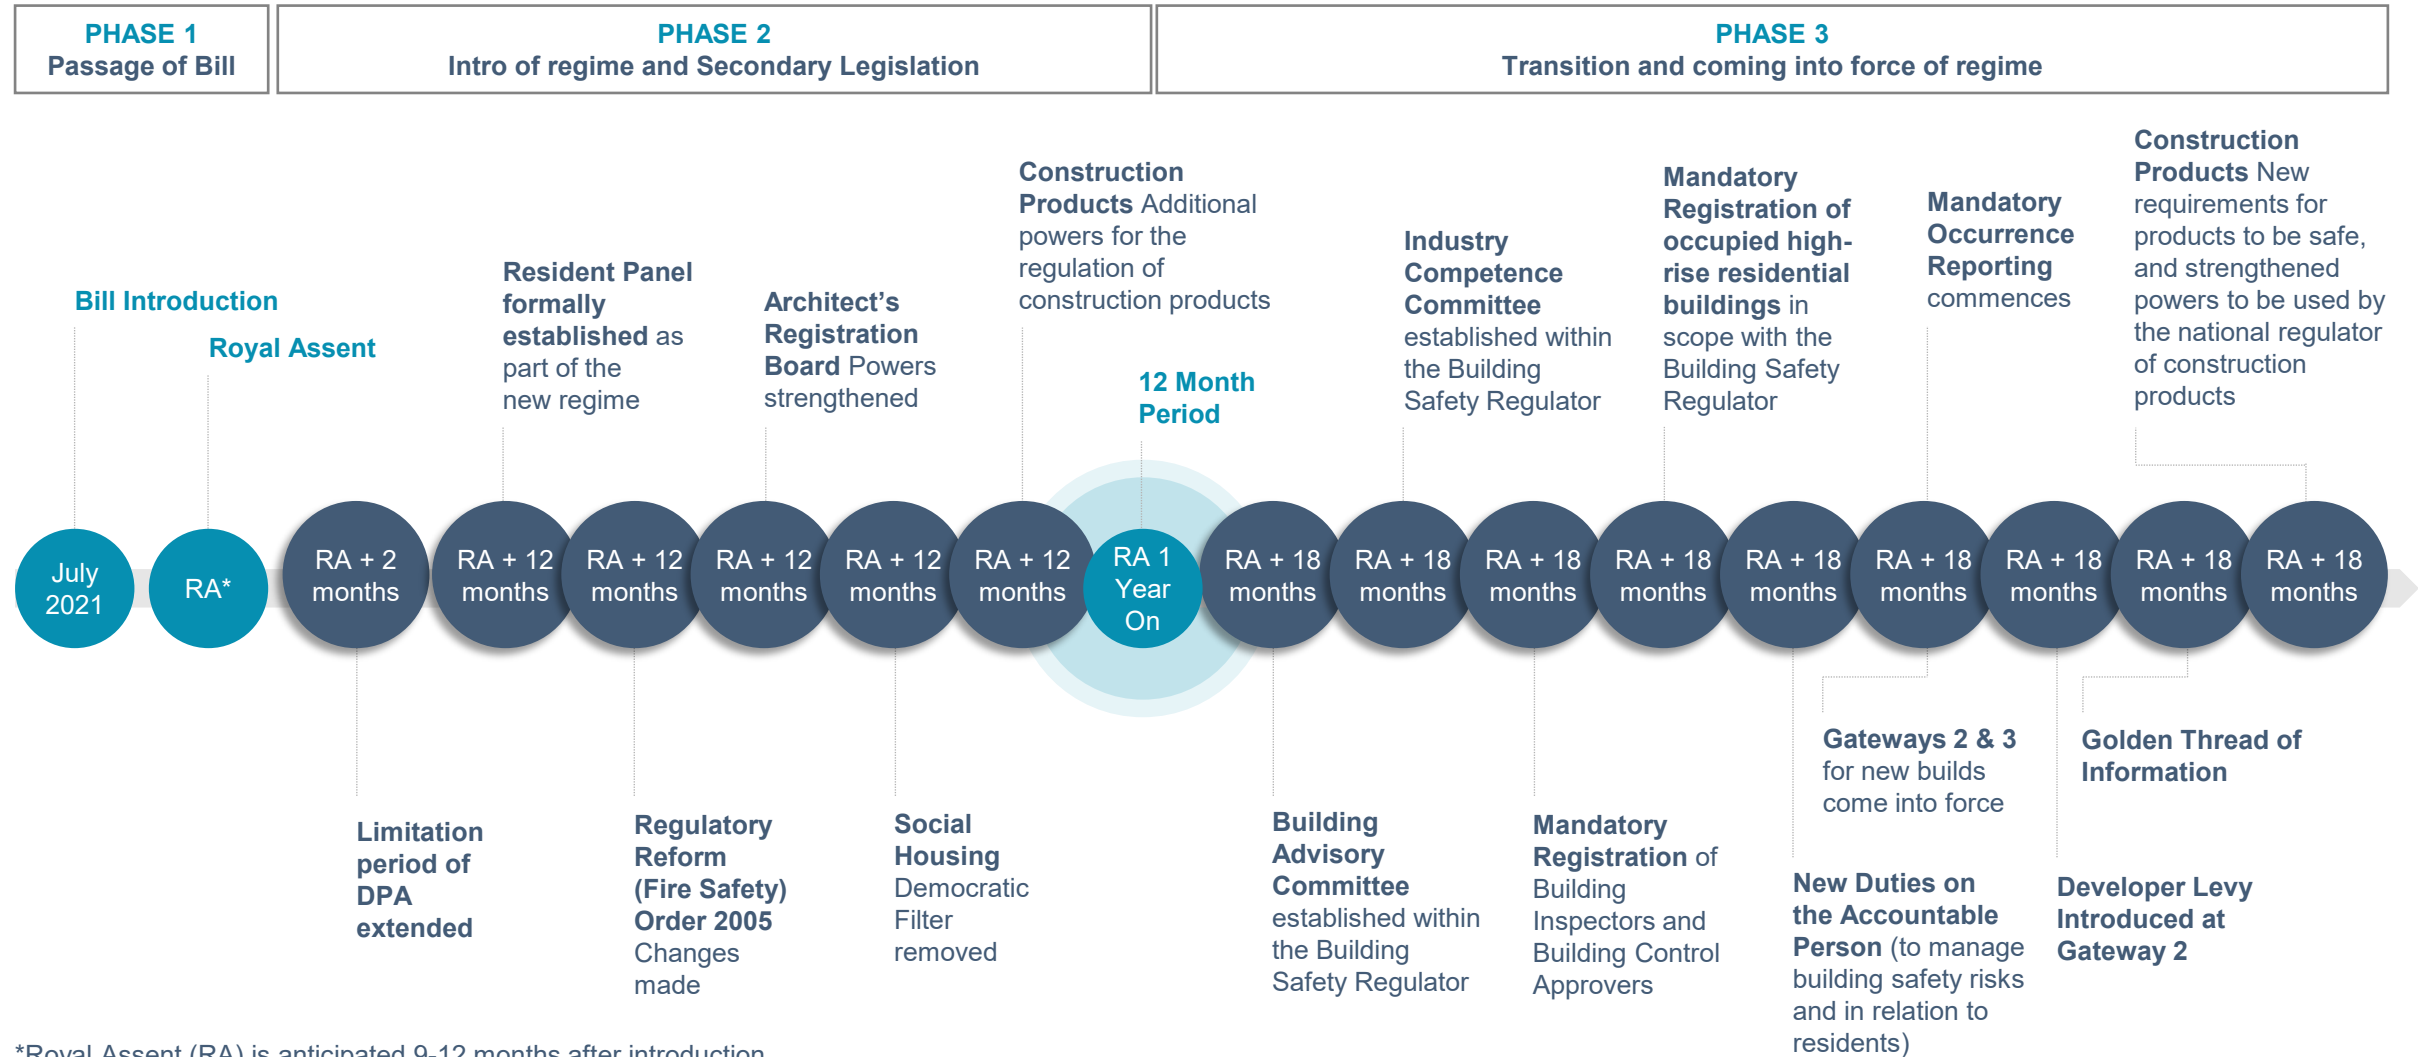 PHASE 1
Passage of Bill
PHASE 2
Intro of regime and Secondary Legislation
PHASE 3
Transition and coming into force of regime
Bill Introduction
Royal Assent
Resident Panel
formally
established as
part of the
new regime
Architect’s
Registration
Board Powers
strengthened
Construction
Products Additional
powers for the
regulation of
construction products
12 Month
Period
Industry
Competence
Committee
established within
the Building
Safety Regulator
Mandatory
Registration of
occupied high-
rise residential
buildings in
scope with the
Building Safety
Regulator
Mandatory
Occurrence
Reporting
commences
Construction
Products New
requirements for
products to be safe,
and strengthened
powers to be used by
the national regulator
of construction
products
July
2021
RA*
RA + 2
months
RA + 12
months
RA + 12
months
RA + 12
months
RA + 12
months
RA + 12
months
RA 1
Year
On
RA + 18
months
RA + 18
months
RA + 18
months
RA + 18
months
RA + 18
months
RA + 18
months
RA + 18
months
RA + 18
months
RA + 18
months
Limitation
period of
DPA
extended
Regulatory
Reform
(Fire Safety)
Order 2005
Changes
made
Social
Housing
Democratic
Filter
removed
Building
Advisory
Committee
established within
the Building
Safety Regulator
Mandatory
Registration of
Building
Inspectors and
Building Control
Approvers
New Duties on
the Accountable
Person (to manage
building safety risks
and in relation to
residents)
Gateways 2 & 3
for new builds
come into force
Developer Levy
Introduced at
Gateway 2
Golden Thread of
Information
*Royal Assent (RA) is anticipated 9-12 months after introduction